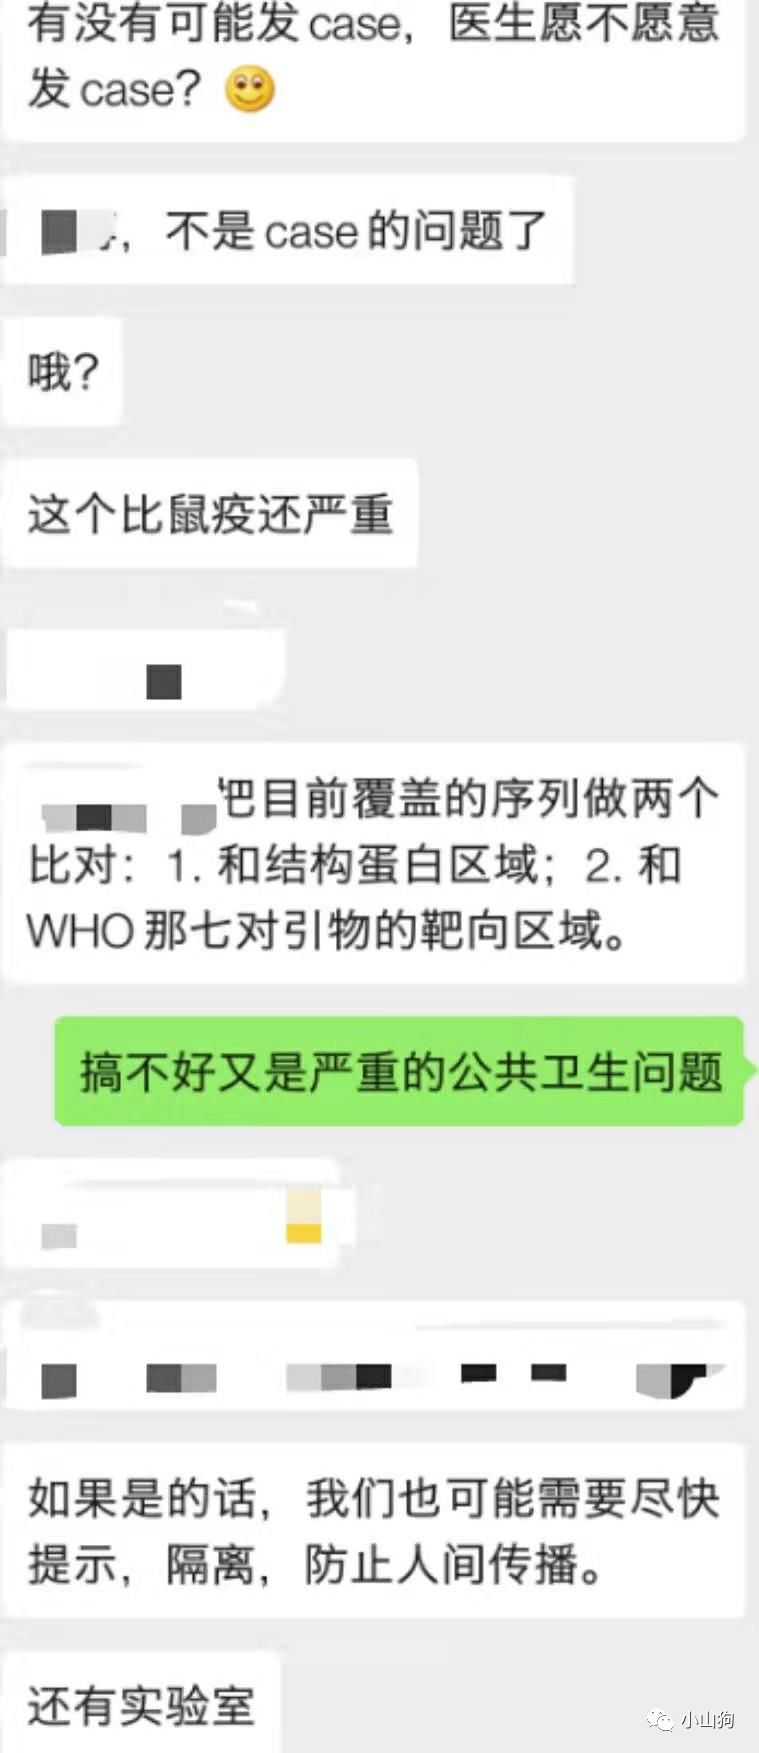 有没有可能发case，医生愿不愿意
发case？
，不是case的问题了
哦？
这个比鼠疫还严重
把目前覆盖的序列做两个
比对：1. 和结构蛋白区域；2. 和
WHO那七对引物的靶向区域。
搞不好又是严重的公共卫生问题
如果是的话，我们也可能需要尽快
提示，隔离，防止人间传播。
还有实验室
小山狗